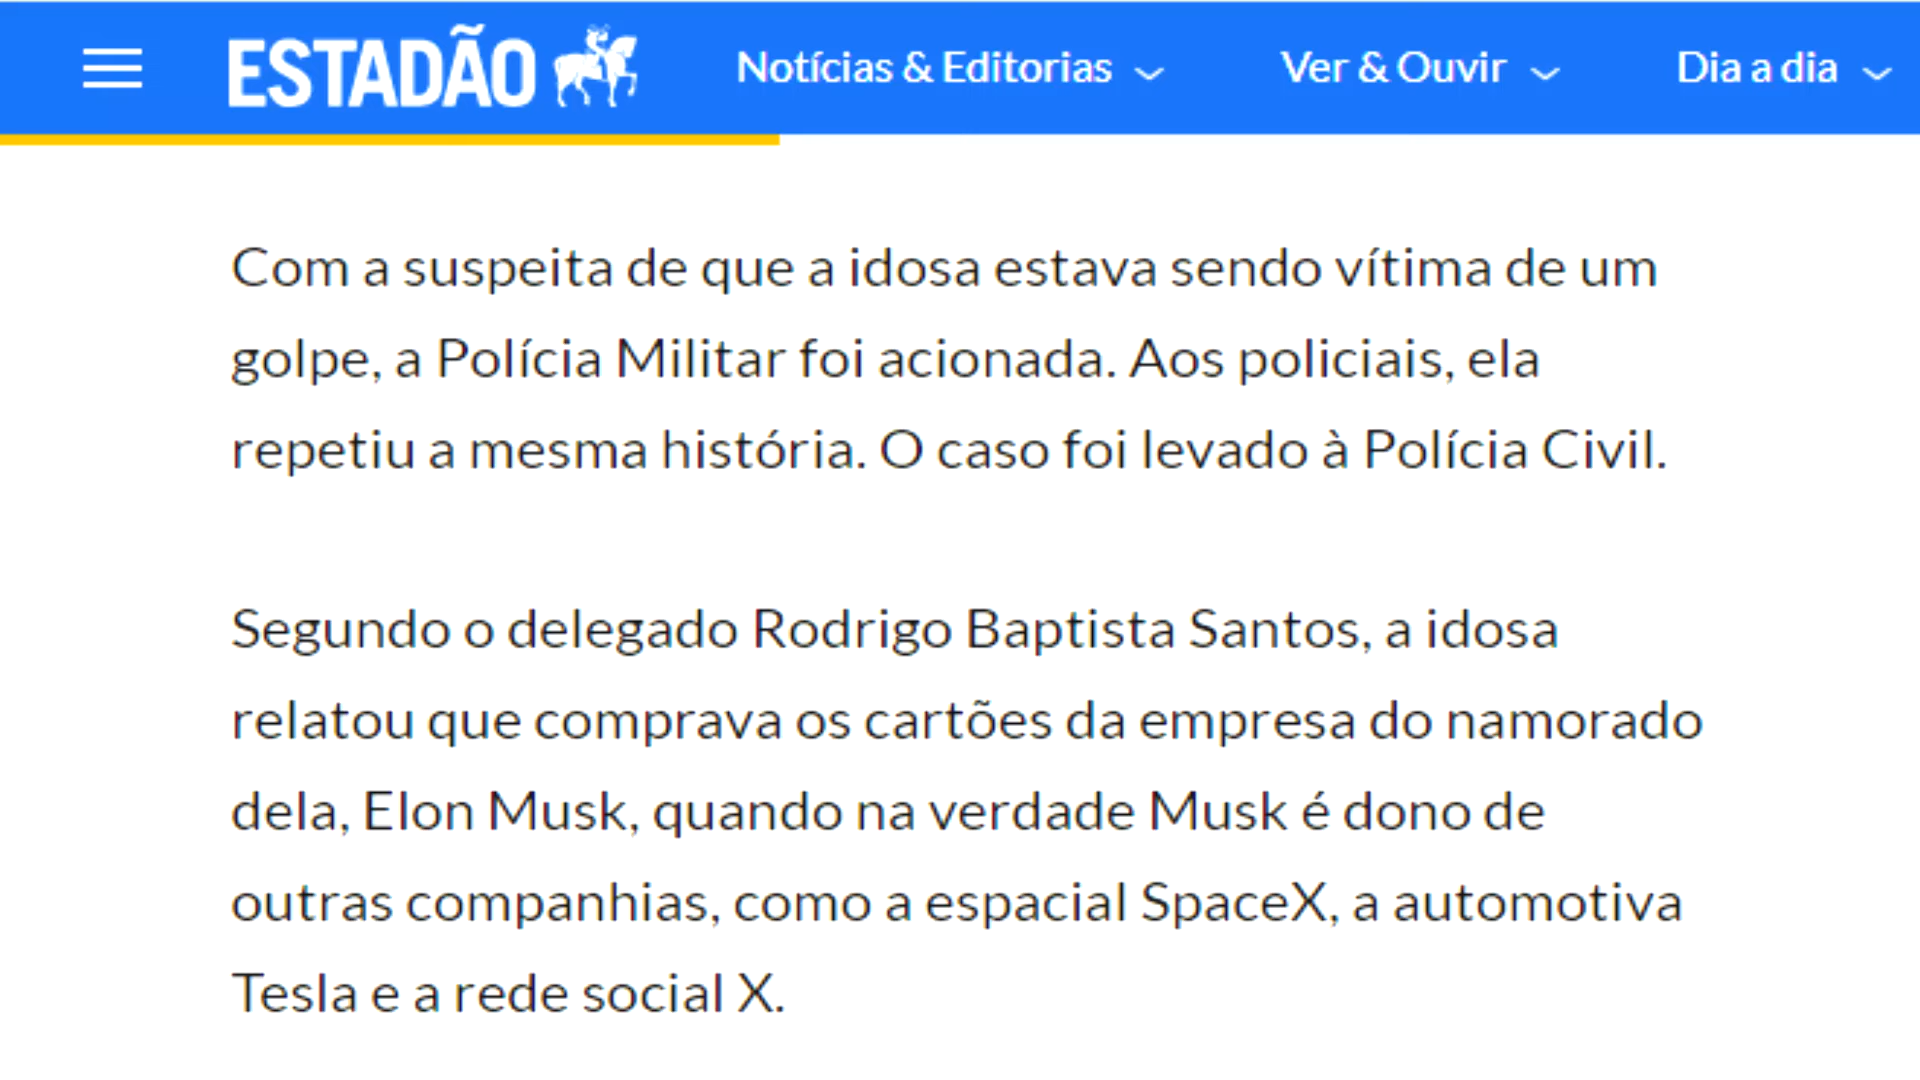 ESTADÃO Notícias & Editorias Ver & Ouvir Dia a dia
Com a suspeita de que a idosa estava sendo vítima de um
golpe, a Polícia Militar foi acionada. Aos policiais, ela
repetiu a mesma história. O caso foi levado à Polícia Civil.
Segundo o delegado Rodrigo Baptista Santos, a idosa
relatou que comprava os cartões da empresa do namorado
dela, Elon Musk, quando na verdade Musk é dono de
outras companhias, como a espacial SpaceX, a automotiva
Tesla e a rede social X.